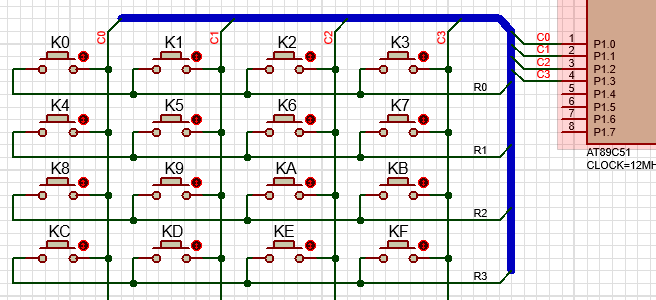 C0 C1 C2 C3
K0 K1 K2 K3
R0
K4 K5 K6 K7
R1
K8 K9 KA KB
R2
KC KD KE KF
R3
C0 1 P1.0
C1 2 P1.1
C2 3 P1.2
C3 4 P1.3
5 P1.4
6 P1.5
7 P1.6
8 P1.7
AT89C51
CLOCK=12MH